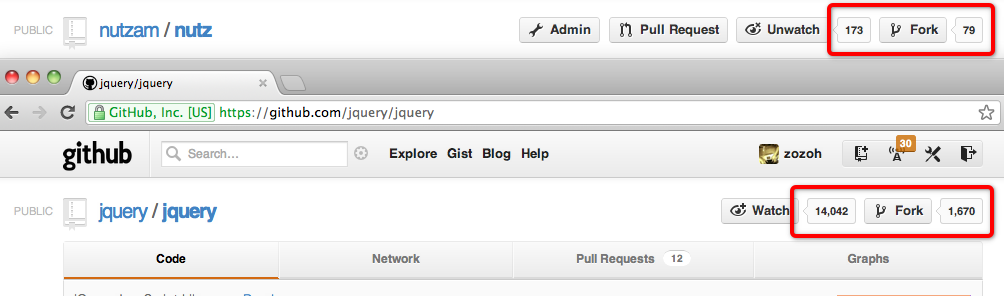 PUBLIC nutzam / nutz Admin Pull Request Unwatch 173 Fork 79
jquery/jquery
GitHub, Inc. [US] https://github.com/jquery/jquery
github Search... Explore Gist Blog Help zozoh 30
PUBLIC jquery / jquery Watch 14,042 Fork 1,670
Code Network Pull Requests 12 Graphs